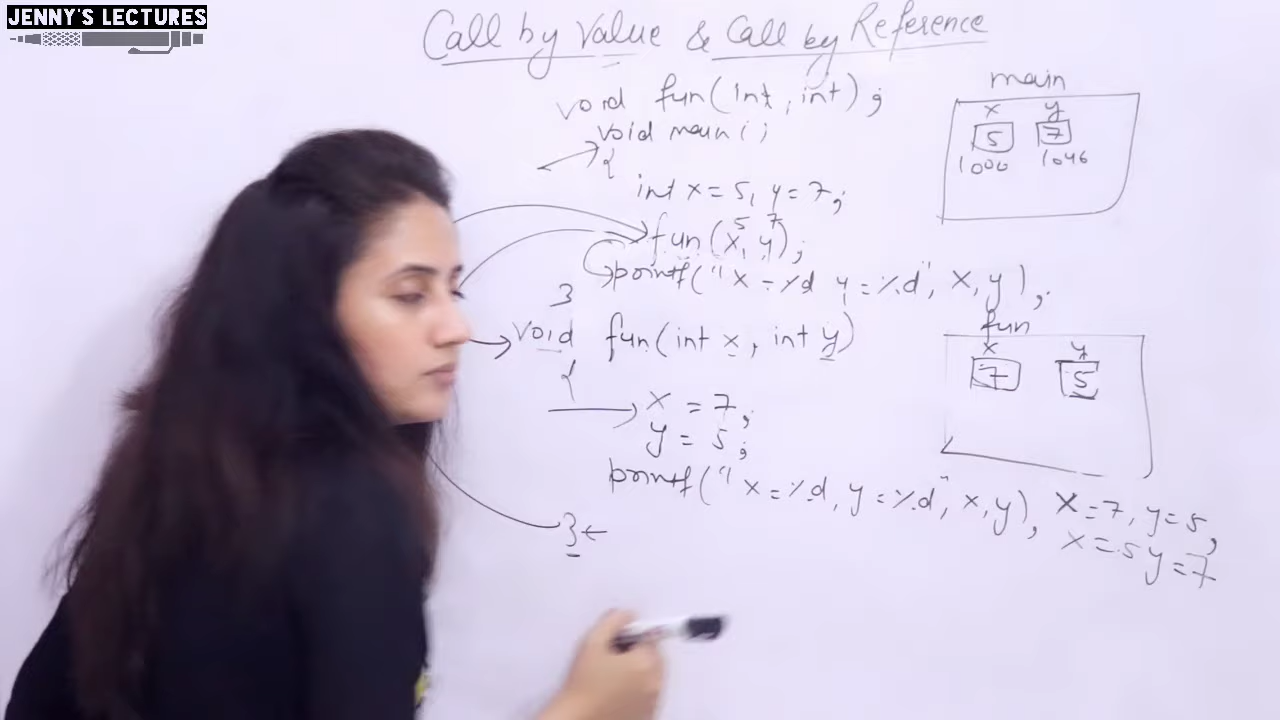 JENNY'S LECTURES
Call by value & Call by Reference
void fun(int, int);
void main();
{
int x = 5, y = 7;
5 7
fun(x, y);
printf("x = %d y = %d", x, y);
}
void fun(int x, int y)
{
x = 7;
y = 5;
printf("x = %d, y = %d", x, y);
}
main
x y
5 7
1000 1046
fun
x y
7 5
x = 7, y = 5,
x = 5 y = 7